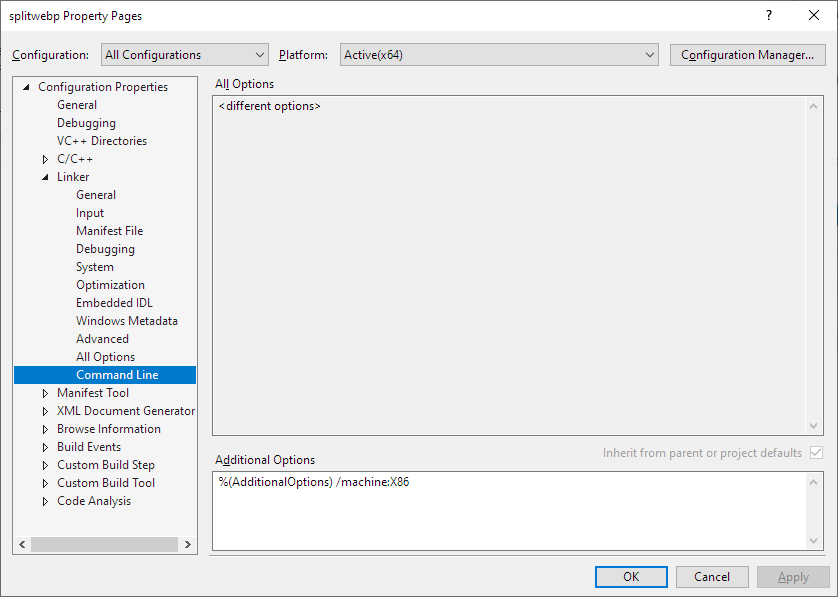 splitwebp Property Pages
?
Configuration: All Configurations Platform: Active(x64) Configuration Manager...
Configuration Properties
General
Debugging
VC++ Directories
C/C++
Linker
General
Input
Manifest File
Debugging
System
Optimization
Embedded IDL
Windows Metadata
Advanced
All Options
Command Line
Manifest Tool
XML Document Generator
Browse Information
Build Events
Custom Build Step
Custom Build Tool
Code Analysis
All Options
<different options>
Inherit from parent or project defaults
Additional Options
%(AdditionalOptions) /machine:X86
OK Cancel Apply